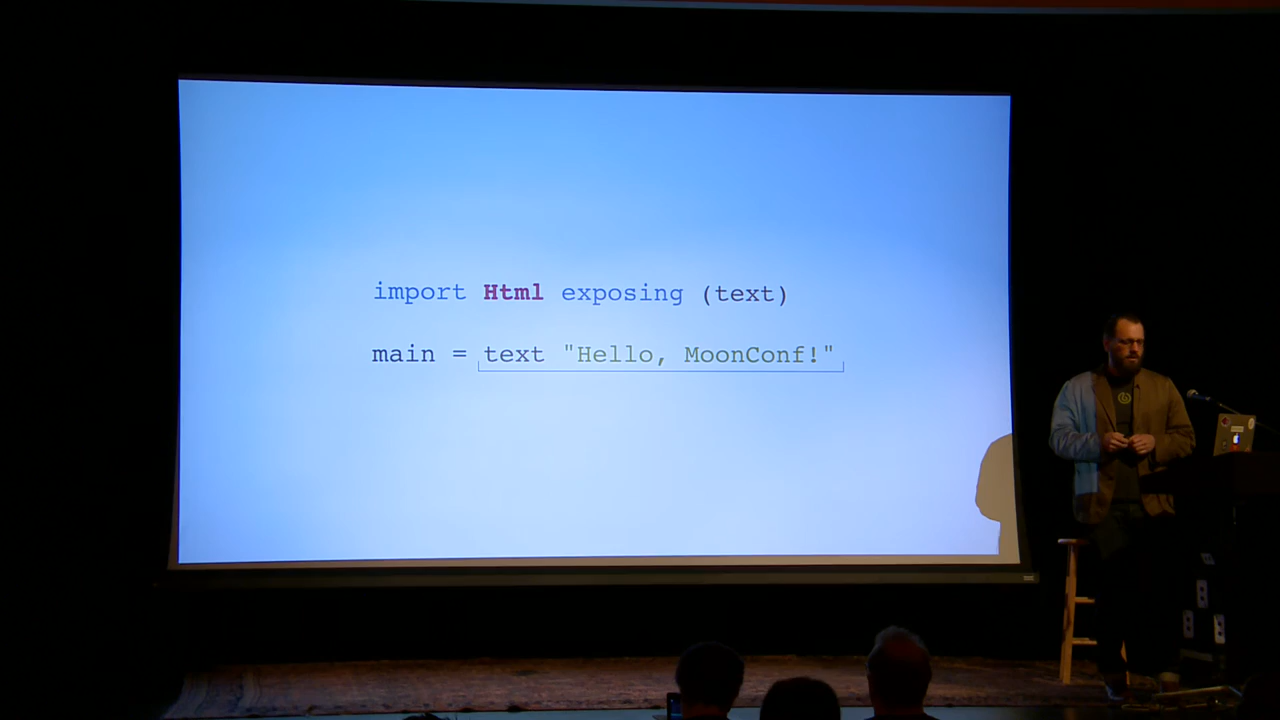 import Html exposing (text)
main = text "Hello, MoonConf!"